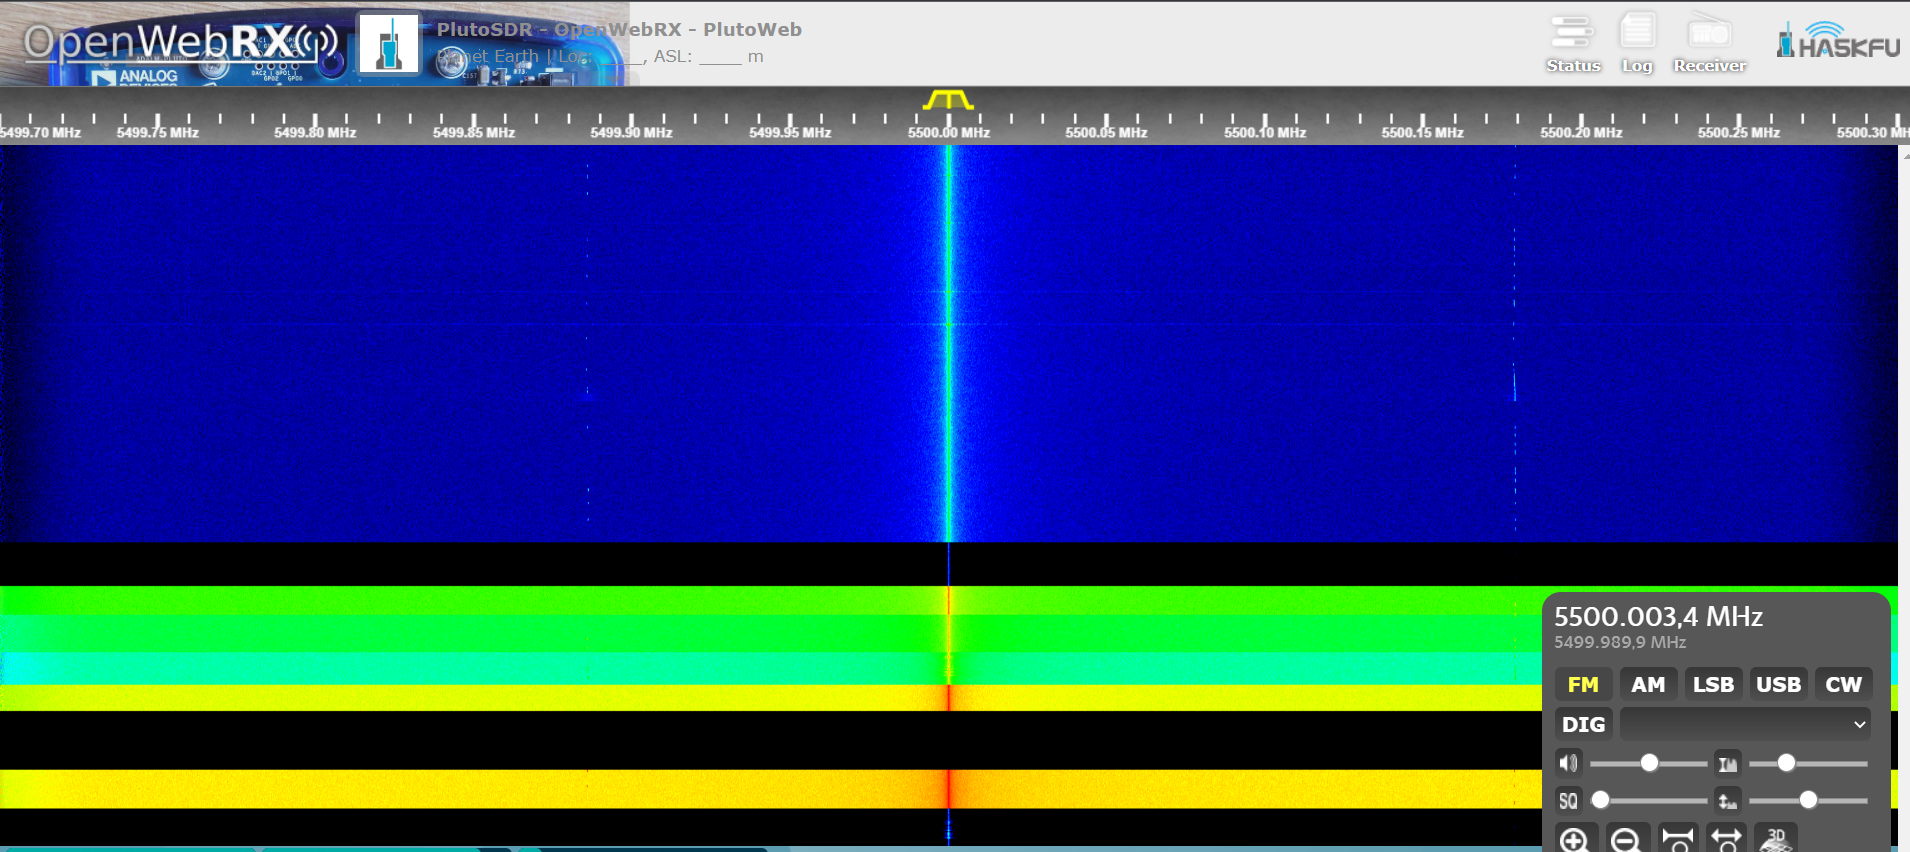 OpenWebRX
ANALOG
DEVICES
PlutoSDR - OpenWebRX - PlutoWeb
Planet Earth | Loc: ____, ASL: ____ m
Status
Log
Receiver
HASKFU
5499.70 MHz
5499.75 MHz
5499.80 MHz
5499.85 MHz
5499.90 MHz
5499.95 MHz
5500.00 MHz
5500.05 MHz
5500.10 MHz
5500.15 MHz
5500.20 MHz
5500.25 MHz
5500.30 MH
5500.003,4 MHz
5499.989,9 MHz
FM AM LSB USB CW
DIG
SQ
3D